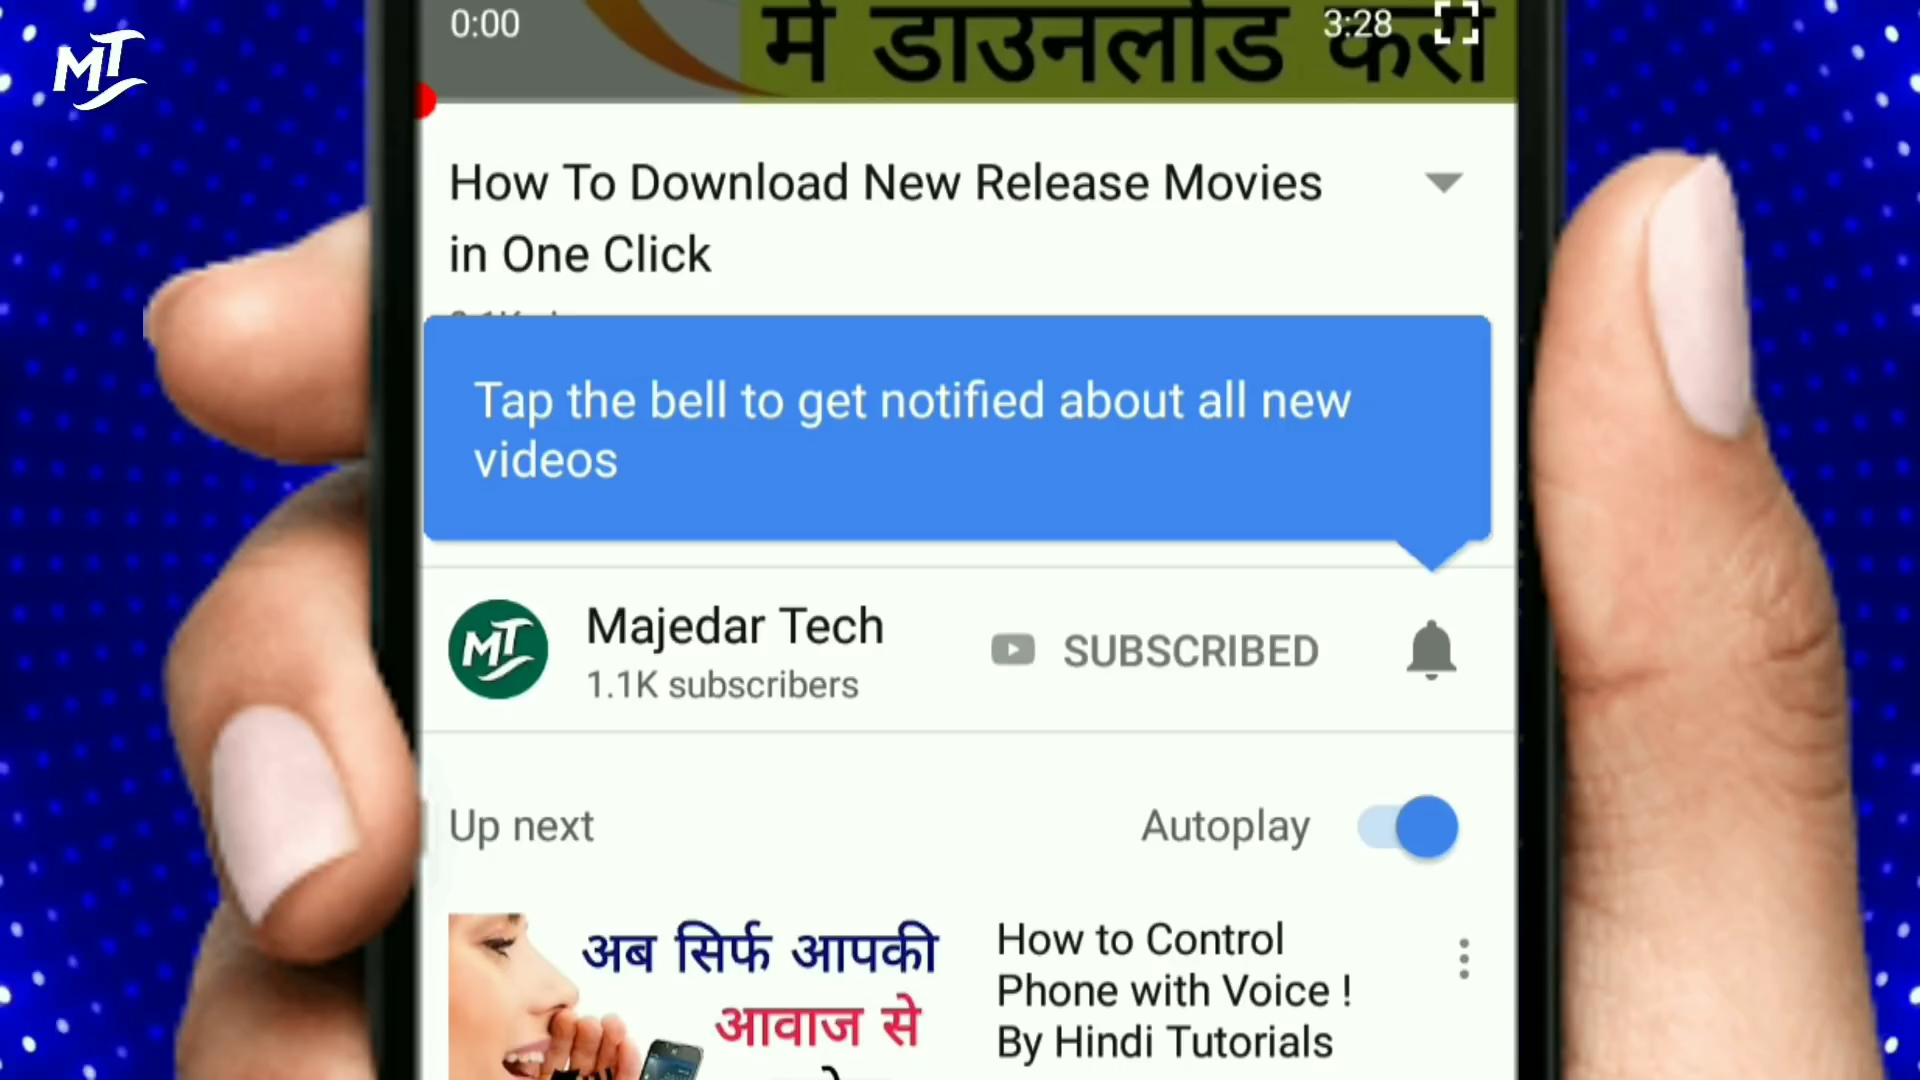 MT
0:00
3:28
में डाउनलोड करो
How To Download New Release Movies
in One Click
Tap the bell to get notified about all new
videos
MT
Majedar Tech
SUBSCRIBED
1.1K subscribers
Up next
Autoplay
अब सिर्फ आपकी
आवाज से
How to Control
Phone with Voice !
By Hindi Tutorials